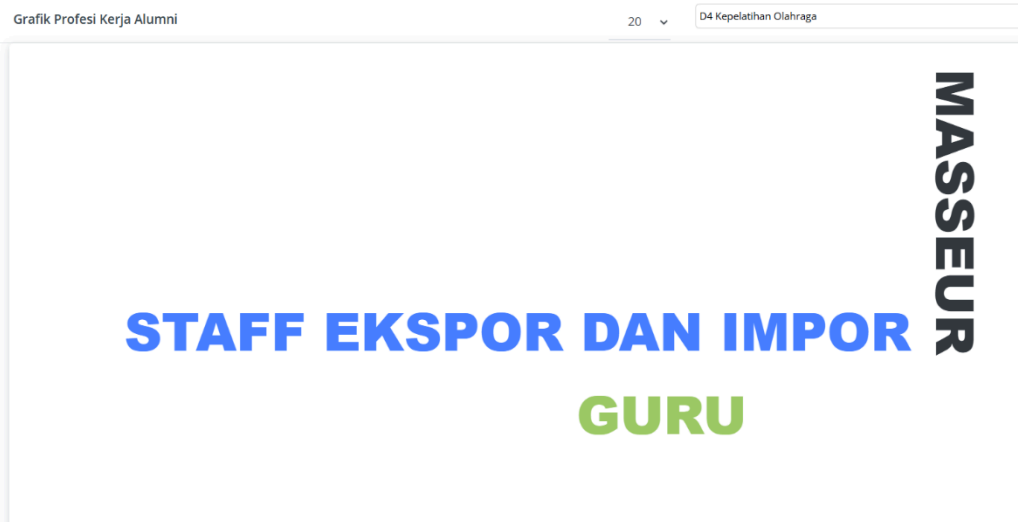 Grafik Profesi Kerja Alumni
20
D4 Kepelatihan Olahraga
MASSEUR
STAFF EKSPOR DAN IMPOR
GURU